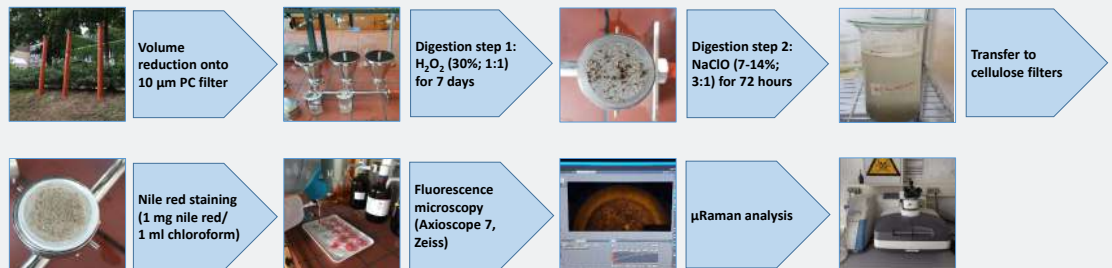 Volume
reduction onto
10 µm PC filter
Digestion step 1:
H₂O₂ (30%; 1:1)
for 7 days
Digestion step 2:
NaClO (7-14%;
3:1) for 72 hours
Transfer to
cellulose filters
Nile red staining
(1 mg nile red/
1 ml chloroform)
Fluorescence
microscopy
(Axioscope 7,
Zeiss)
µRaman analysis